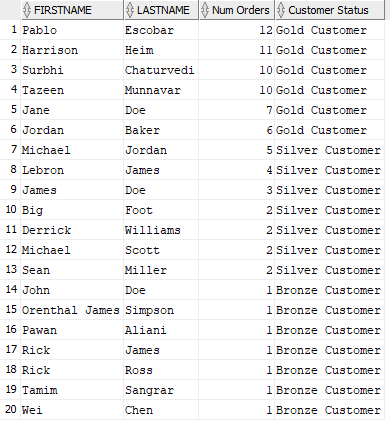 FIRSTNAME LASTNAME Num Orders Customer Status
1 Pablo Escobar 12 Gold Customer
2 Harrison Heim 11 Gold Customer
3 Surbhi Chaturvedi 10 Gold Customer
4 Tazeen Munnavar 10 Gold Customer
5 Jane Doe 7 Gold Customer
6 Jordan Baker 6 Gold Customer
7 Michael Jordan 5 Silver Customer
8 Lebron James 4 Silver Customer
9 James Doe 3 Silver Customer
10 Big Foot 2 Silver Customer
11 Derrick Williams 2 Silver Customer
12 Michael Scott 2 Silver Customer
13 Sean Miller 2 Silver Customer
14 John Doe 1 Bronze Customer
15 Orenthal James Simpson 1 Bronze Customer
16 Pawan Aliani 1 Bronze Customer
17 Rick James 1 Bronze Customer
18 Rick Ross 1 Bronze Customer
19 Tamim Sangrar 1 Bronze Customer
20 Wei Chen 1 Bronze Customer